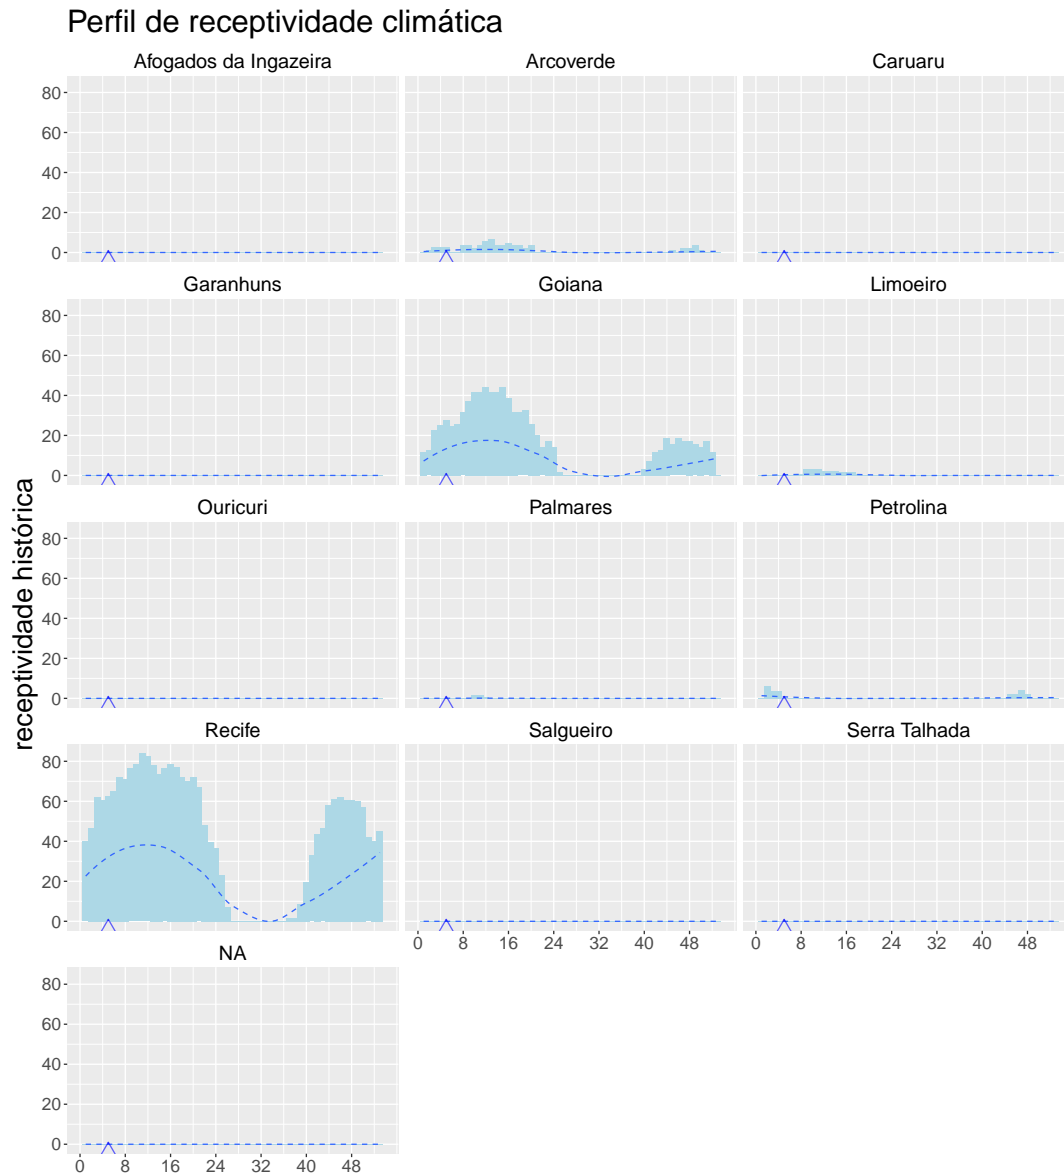 Perfil de receptividade climática
Afogados da Ingazeira
Arcoverde
Caruaru
80
60
40
20
0
Garanhuns
Goiana
Limoeiro
80
60
40
20
0
Ouricuri
Palmares
Petrolina
80
60
40
20
0
receptividade histórica
Recife
Salgueiro
Serra Talhada
80
60
40
20
0
0 8 16 24 32 40 48
0 8 16 24 32 40 48
NA
80
60
40
20
0
0 8 16 24 32 40 48